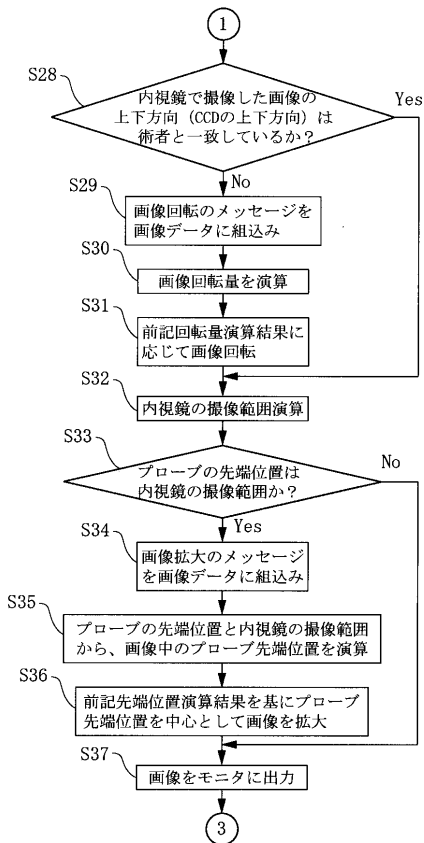 1
S28
内視鏡で撮像した画像の
上下方向(CCDの上下方向)は
術者と一致しているか?
Yes
No
S29
画像回転のメッセージを
画像データに組込み
S30
画像回転量を演算
S31
前記回転量演算結果に
応じて画像回転
S32
内視鏡の撮像範囲演算
S33
プローブの先端位置は
内視鏡の撮像範囲か?
No
Yes
S34
画像拡大のメッセージ
を画像データに組込み
S35
プローブの先端位置と内視鏡の撮像範囲
から、画像中のプローブ先端位置を演算
S36
前記先端位置演算結果を基にプローブ
先端位置を中心として画像を拡大
S37
画像をモニタに出力
3